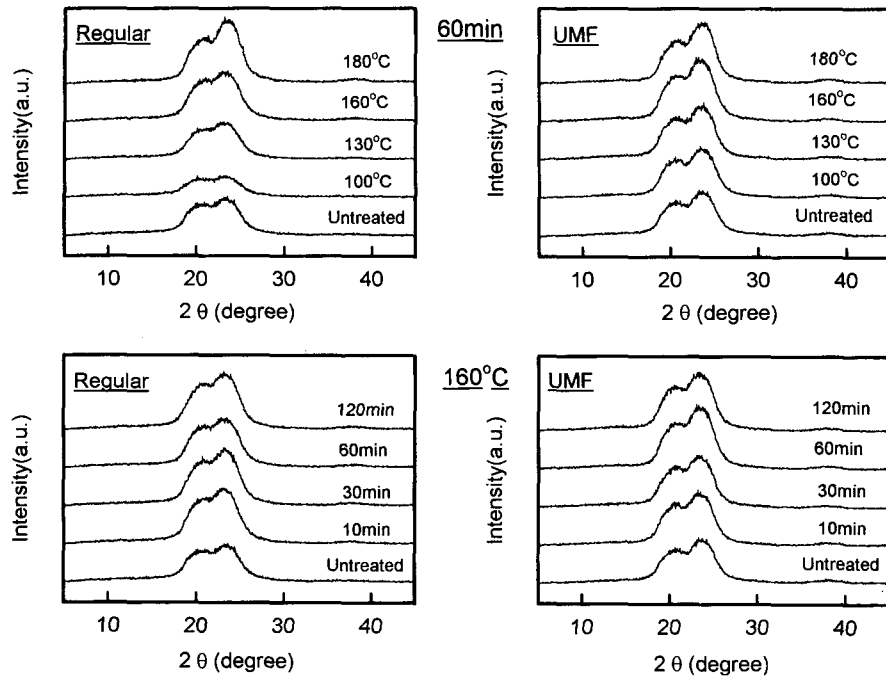 Regular
60min
UMF
Intensity(a.u.)
180°C
160°C
130°C
100°C
Untreated
10 20 30 40
2 θ (degree)
Intensity(a.u.)
180°C
160°C
130°C
100°C
Untreated
10 20 30 40
2 θ (degree)
Regular
160°C
UMF
Intensity(a.u.)
120min
60min
30min
10min
Untreated
10 20 30 40
2 θ (degree)
Intensity(a.u.)
120min
60min
30min
10min
Untreated
10 20 30 40
2 θ (degree)